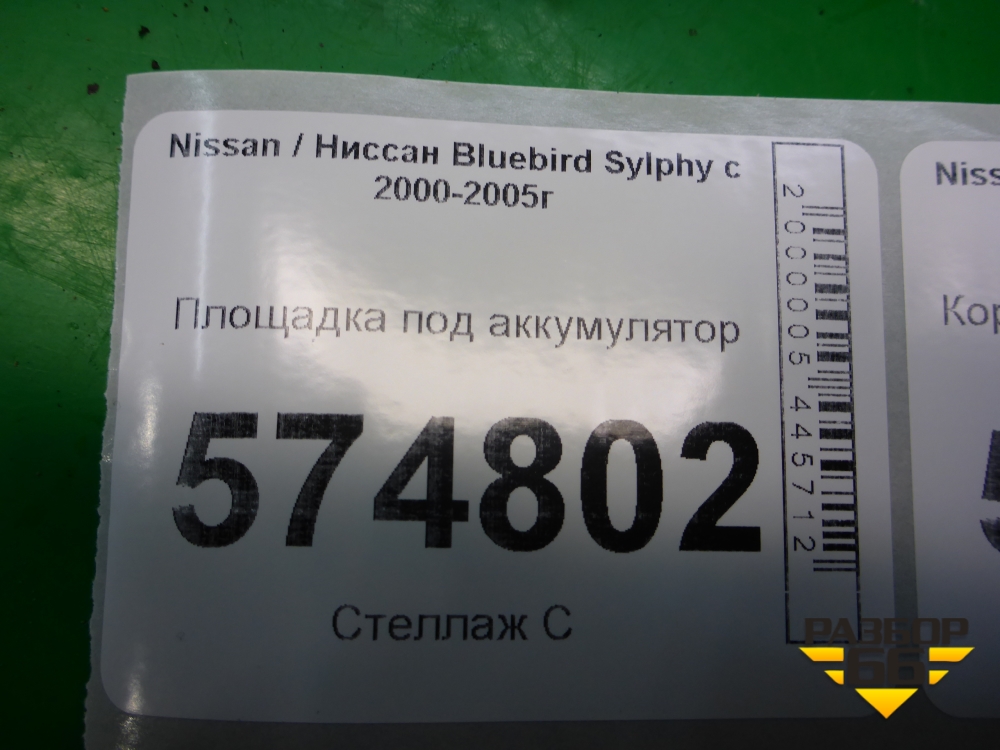 Nissan / Ниссан Bluebird Sylphy с
2000-2005г
Площадка под аккумулятор
574802
Стеллаж С
2000005445712
Niss
Кор
РАЗБОР
66